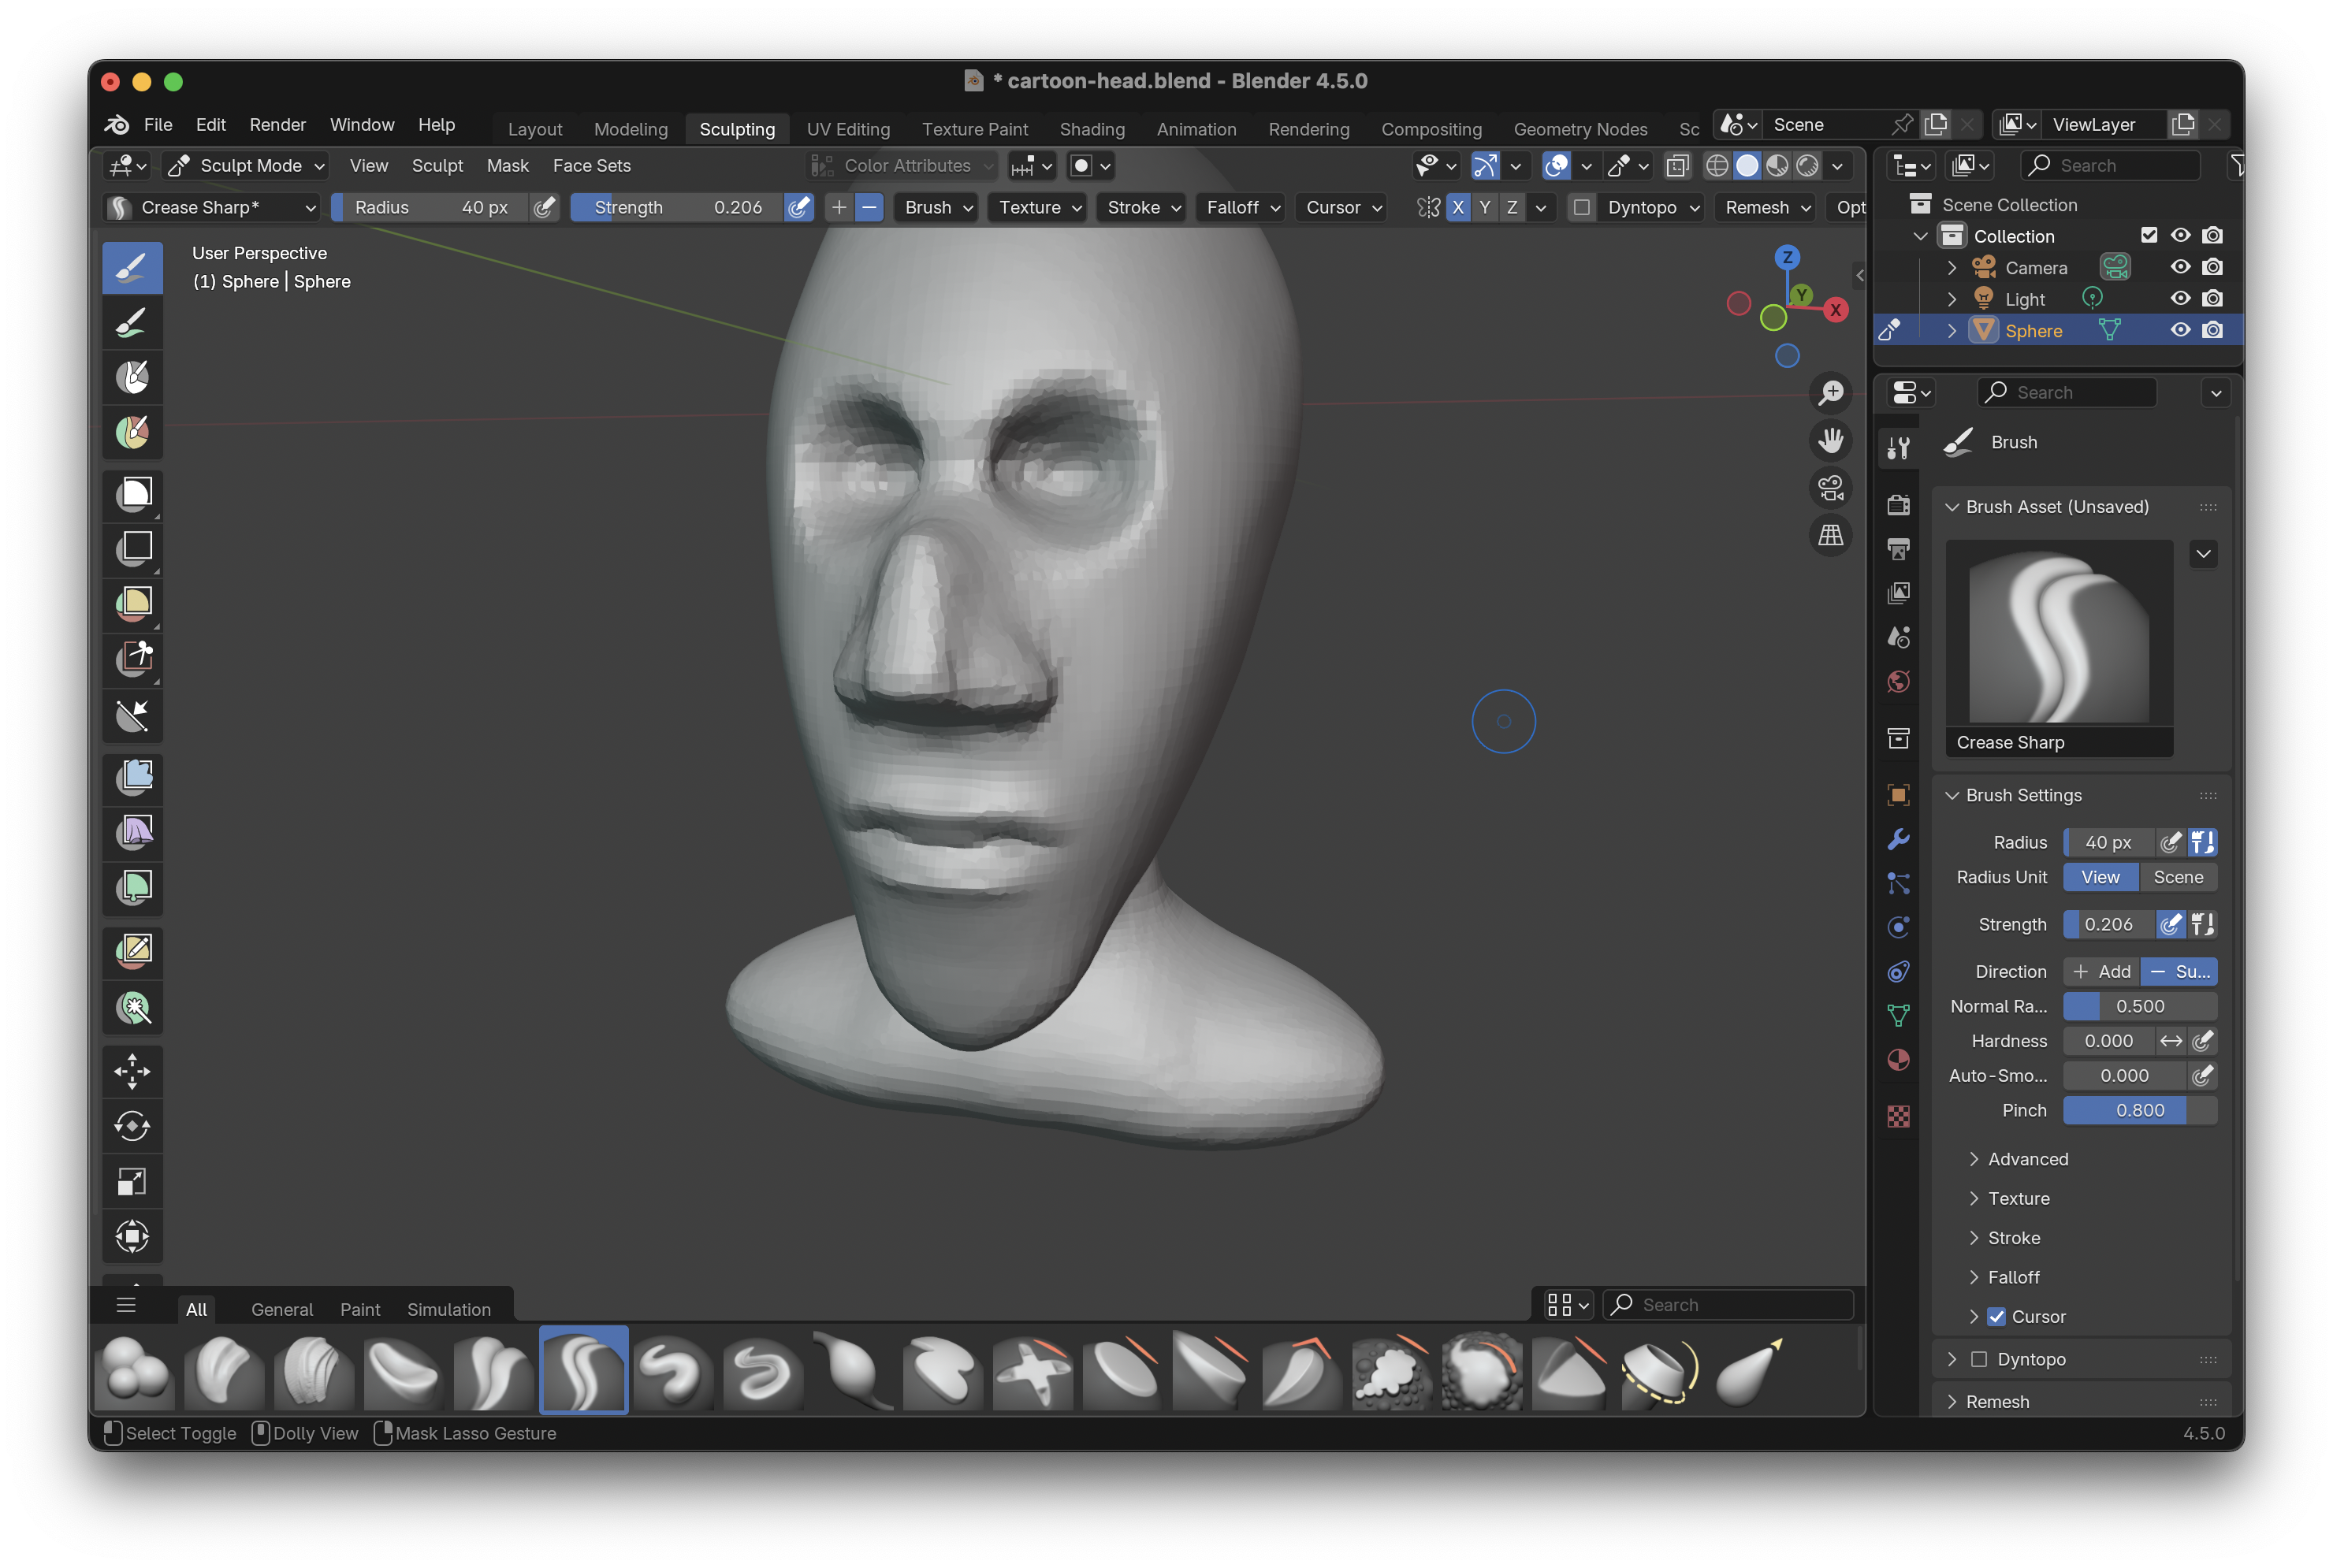 * cartoon-head.blend - Blender 4.5.0
File Edit Render Window Help Layout Modeling Sculpting UV Editing Texture Paint Shading Animation Rendering Compositing Geometry Nodes Sc Scene ViewLayer
Sculpt Mode View Sculpt Mask Face Sets Color Attributes
Crease Sharp* Radius 40 px Strength 0.206 Brush Texture Stroke Falloff Cursor X Y Z Dyntopo Remesh Opt
User Perspective
(1) Sphere | Sphere
Z
Y
X
Search
Scene Collection
Collection
Camera
Light
Sphere
Search
Brush
Brush Asset (Unsaved)
Crease Sharp
Brush Settings
Radius 40 px
Radius Unit View Scene
Strength 0.206
Direction Add Su...
Normal Ra... 0.500
Hardness 0.000
Auto-Smo... 0.000
Pinch 0.800
Advanced
Texture
Stroke
Falloff
Cursor
Dyntopo
Remesh
All General Paint Simulation Search
Select Toggle Dolly View Mask Lasso Gesture 4.5.0